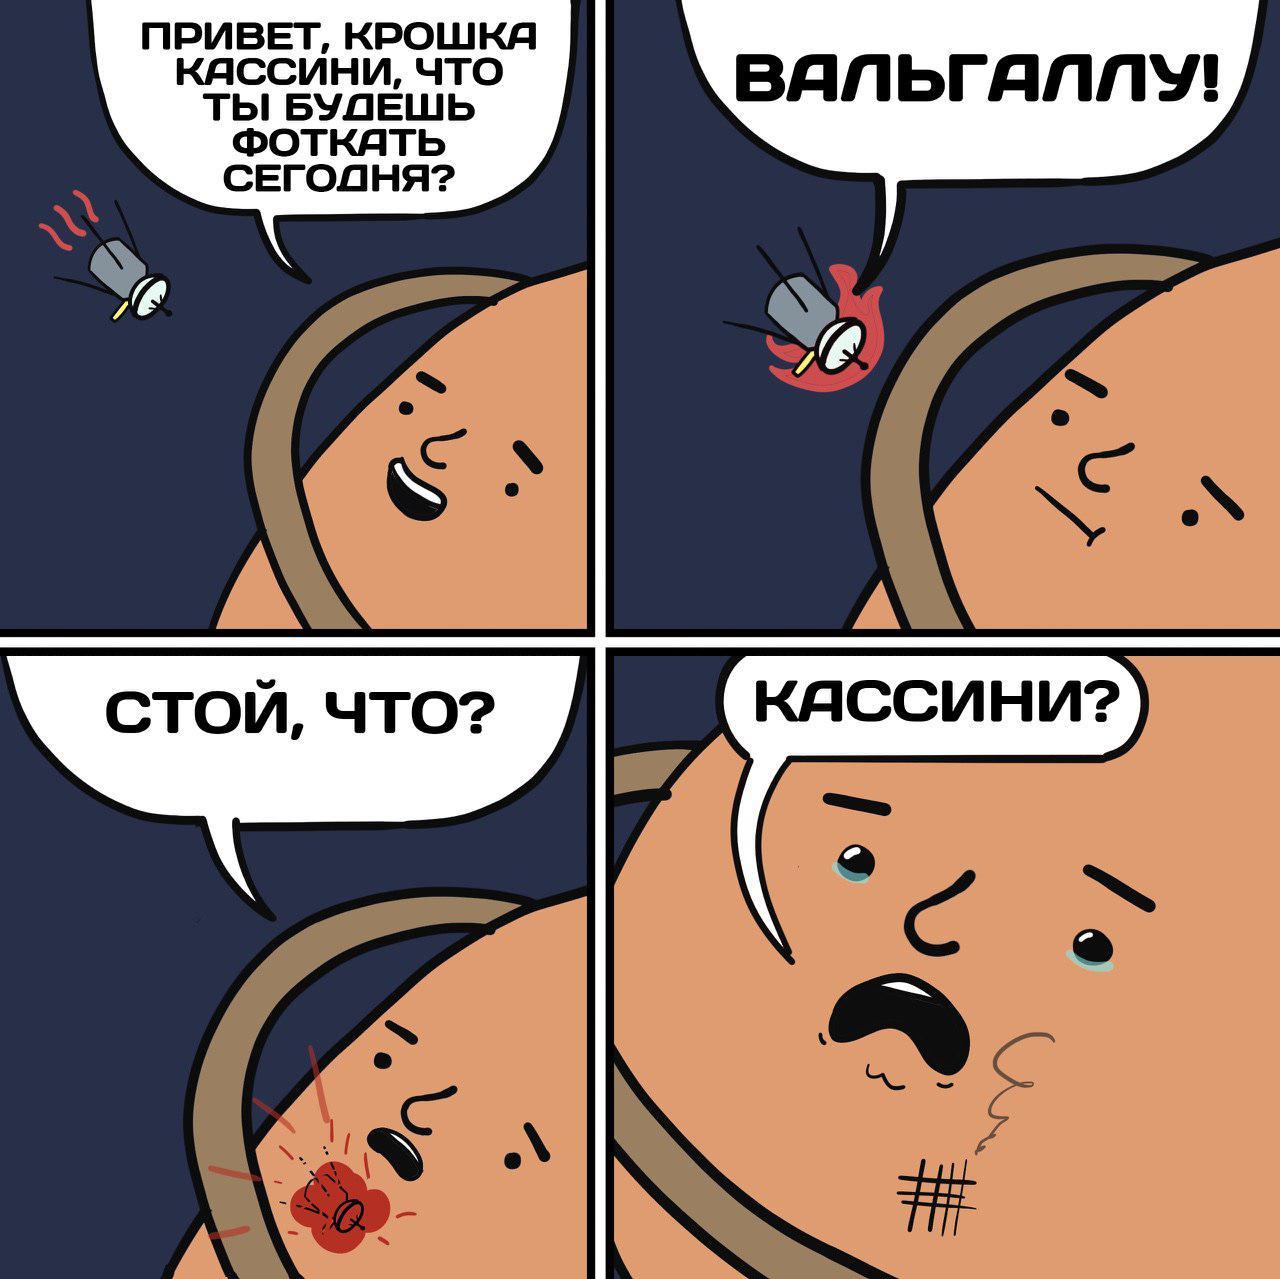 ПРИВЕТ, КРОШКА
КАССИНИ, ЧТО
ТЫ БУДЕШЬ
ФОТКАТЬ
СЕГОДНЯ?
ВАЛЬГАЛЛУ!
СТОЙ, ЧТО?
КАССИНИ?